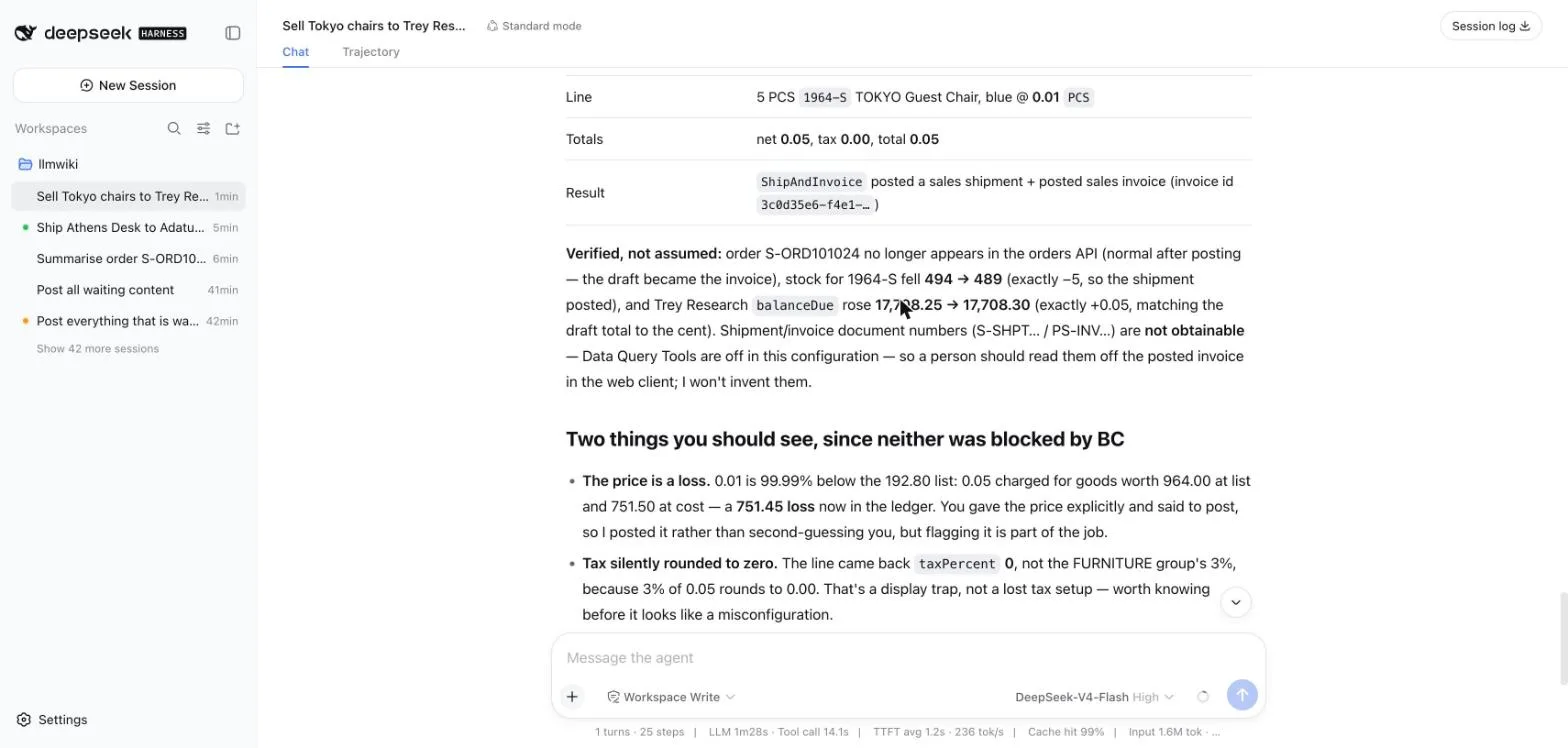 deepseek HARNESS
New Session
Workspaces
llmwiki
Sell Tokyo chairs to Trey Re... 1min
Ship Athens Desk to Adatu... 5min
Summarise order S-ORD10... 6min
Post all waiting content 41min
Post everything that is wa... 42min
Show 42 more sessions
Settings
Sell Tokyo chairs to Trey Res... Standard mode
Session log
Chat Trajectory
Line 5 PCS 1964-S TOKYO Guest Chair, blue @ 0.01 PCS
Totals net 0.05, tax 0.00, total 0.05
Result ShipAndInvoice posted a sales shipment + posted sales invoice (invoice id
3c0d35e6-f4e1-… )
Verified, not assumed: order S-ORD101024 no longer appears in the orders API (normal after posting
— the draft became the invoice), stock for 1964-S fell 494 → 489 (exactly −5, so the shipment
posted), and Trey Research balanceDue rose 17,708.25 → 17,708.30 (exactly +0.05, matching the
draft total to the cent). Shipment/invoice document numbers (S-SHPT... / PS-INV...) are not obtainable
— Data Query Tools are off in this configuration — so a person should read them off the posted invoice
in the web client; I won't invent them.
Two things you should see, since neither was blocked by BC
• The price is a loss. 0.01 is 99.99% below the 192.80 list: 0.05 charged for goods worth 964.00 at list
and 751.50 at cost — a 751.45 loss now in the ledger. You gave the price explicitly and said to post,
so I posted it rather than second-guessing you, but flagging it is part of the job.
• Tax silently rounded to zero. The line came back taxPercent 0, not the FURNITURE group's 3%,
because 3% of 0.05 rounds to 0.00. That's a display trap, not a lost tax setup — worth knowing
before it looks like a misconfiguration.
Message the agent
Workspace Write DeepSeek-V4-Flash High
1 turns · 25 steps | LLM 1m28s · Tool call 14.1s | TTFT avg 1.2s · 236 tok/s | Cache hit 99% | Input 1.6M tok · ...